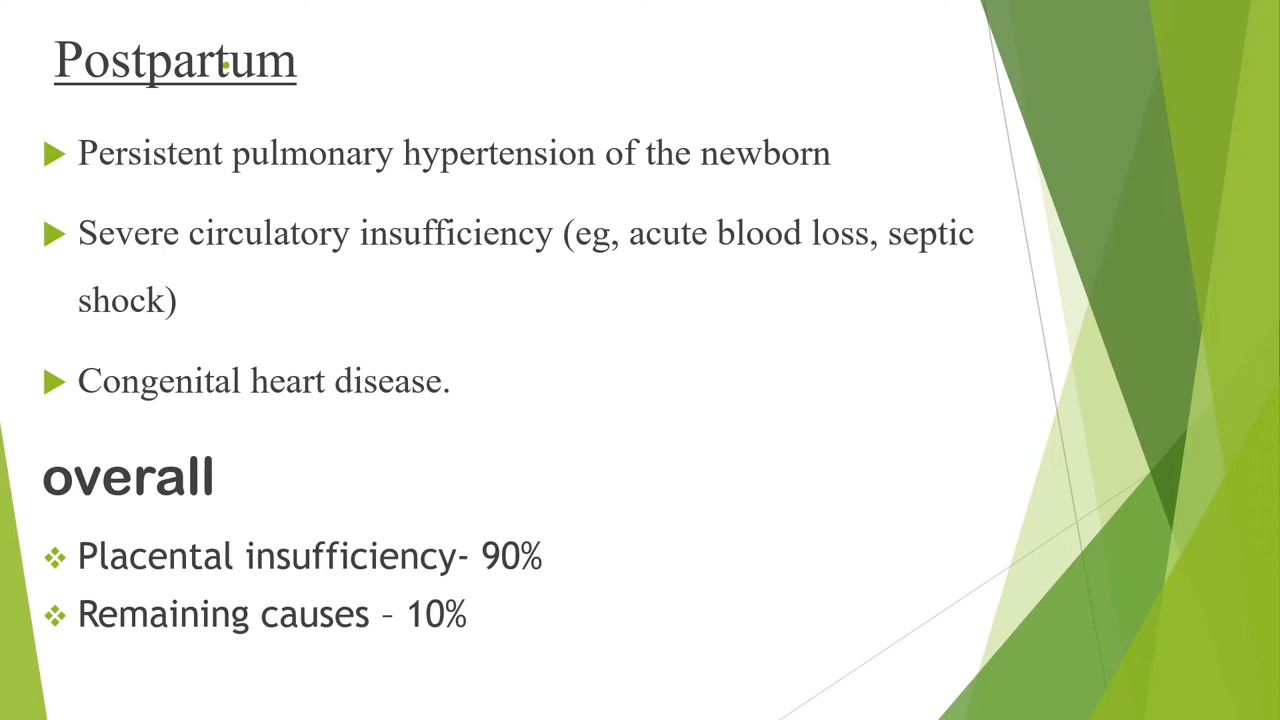 Postpartum
Persistent pulmonary hypertension of the newborn
Severe circulatory insufficiency (eg, acute blood loss, septic
shock)
Congenital heart disease.
overall
Placental insufficiency- 90%
Remaining causes – 10%